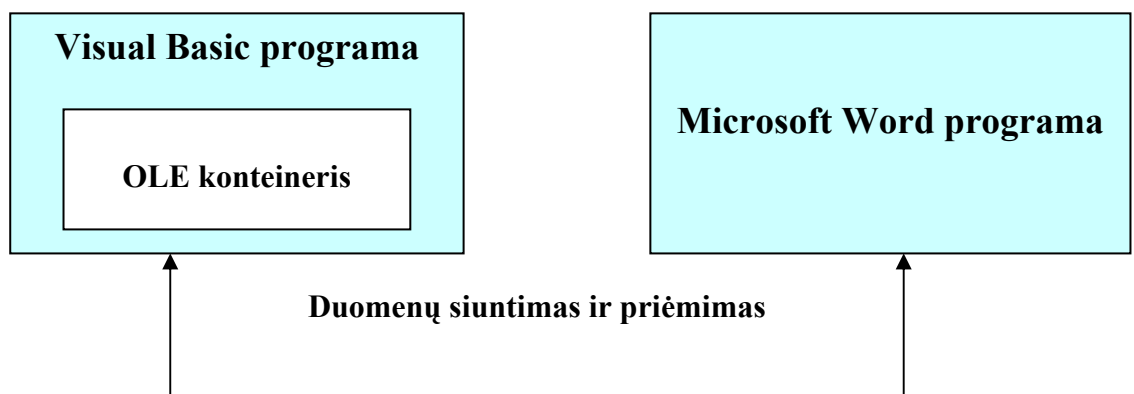 Visual Basic programa
OLE konteineris
Microsoft Word programa
Duomenų siuntimas ir priėmimas